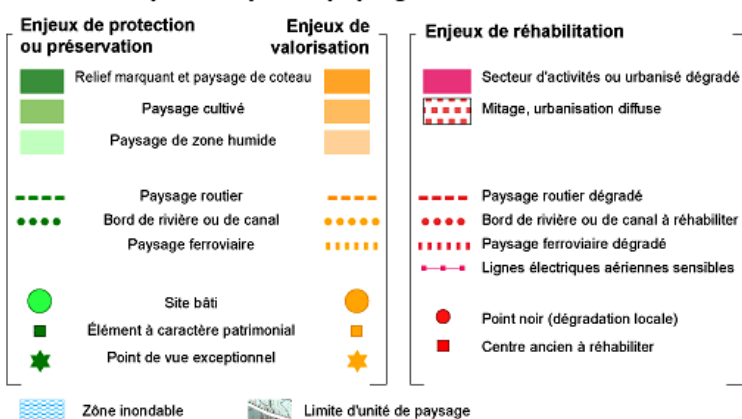 Enjeux de protection
ou préservation
Enjeux de
valorisation
Relief marquant et paysage de coteau
Paysage cultivé
Paysage de zone humide
Paysage routier
Bord de rivière ou de canal
Paysage ferroviaire
Site bâti
Élément à caractère patrimonial
Point de vue exceptionnel
Enjeux de réhabilitation
Secteur d'activités ou urbanisé dégradé
Mitage, urbanisation diffuse
Paysage routier dégradé
Bord de rivière ou de canal à réhabiliter
Paysage ferroviaire dégradé
Lignes électriques aériennes sensibles
Point noir (dégradation locale)
Centre ancien à réhabiliter
Zône inondable
Limite d'unité de paysage